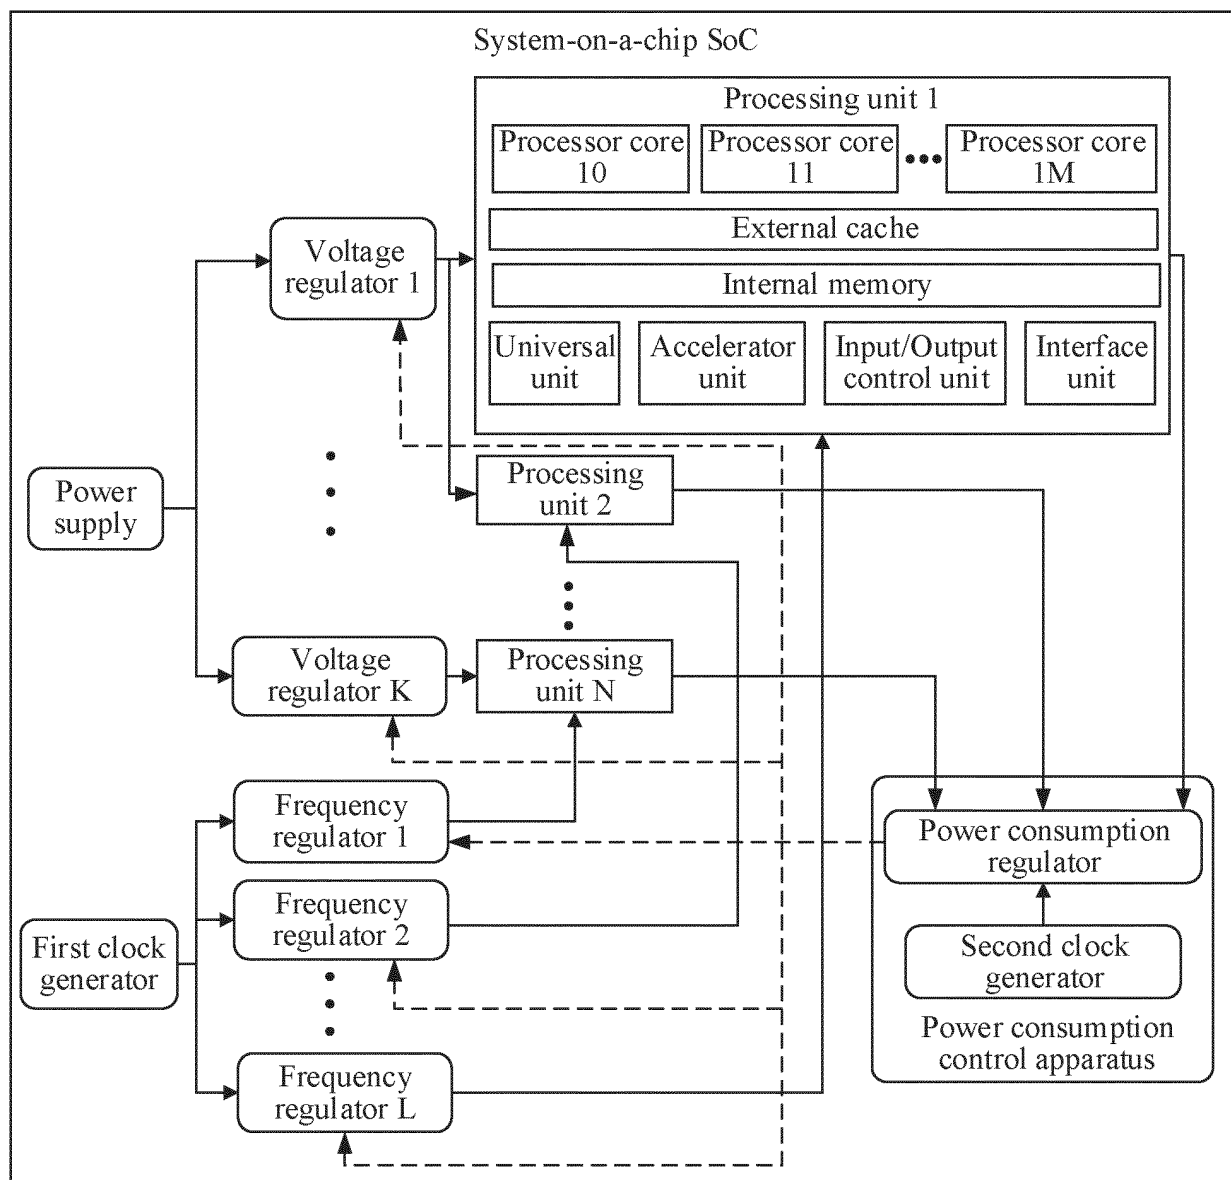 System-on-a-chip SoC
Processing unit 1
Processor core
10
Processor core
11
Processor core
1M
External cache
Internal memory
Universal
unit
Accelerator
unit
Input/Output
control unit
Interface
unit
Voltage
regulator 1
Power
supply
Processing
unit 2
Voltage
regulator K
Processing
unit N
Frequency
regulator 1
Power consumption
regulator
Frequency
regulator 2
First clock
generator
Second clock
generator
Power consumption
control apparatus
Frequency
regulator L